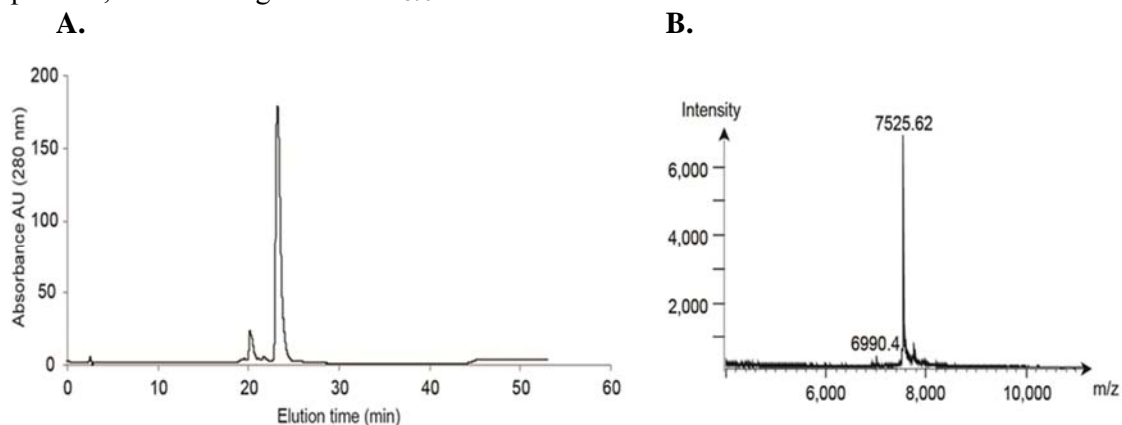 A.
B.
200
150
100
50
0
Absorbance AU (280 nm)
0 10 20 30 40 50 60
Elution time (min)
Intensity
7525.62
6,000
4,000
2,000
6990.4
6,000 8,000 10,000
m/z